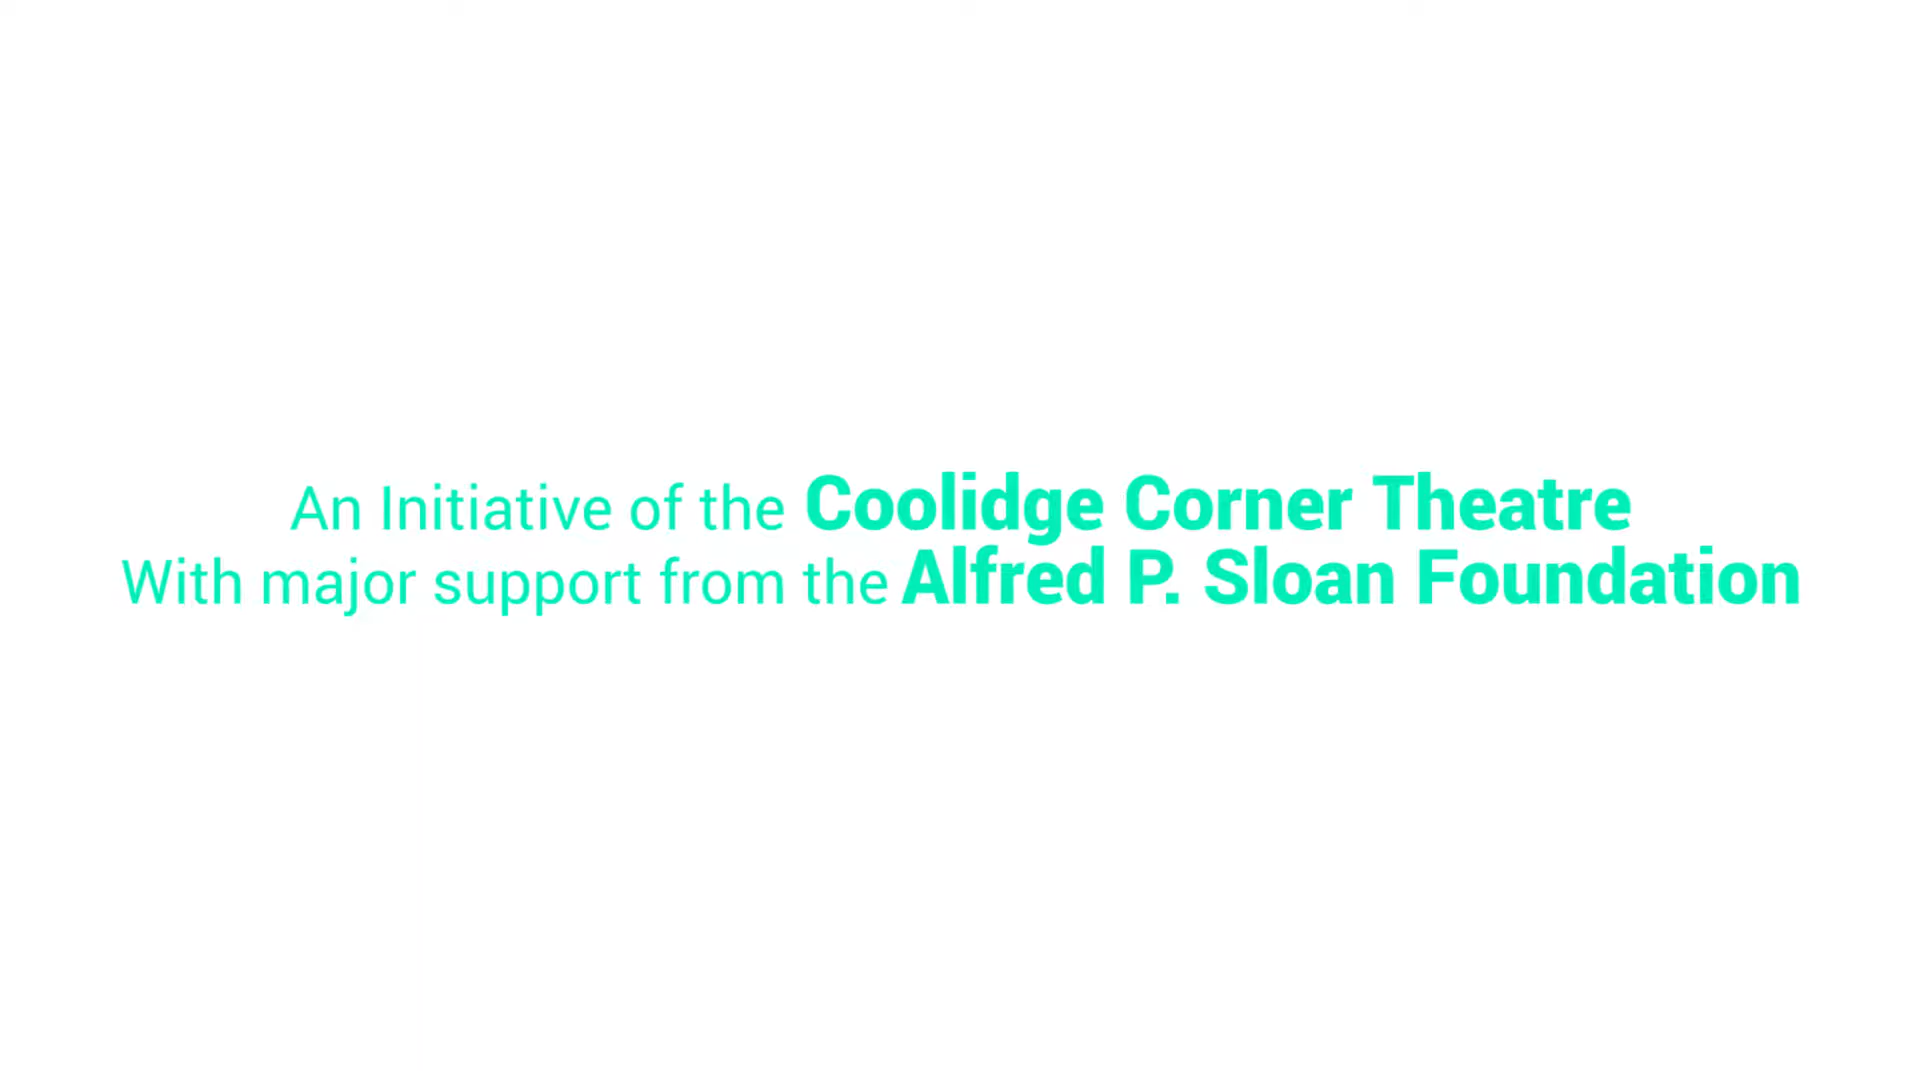 An Initiative of the Coolidge Corner Theatre
With major support from the Alfred P. Sloan Foundation